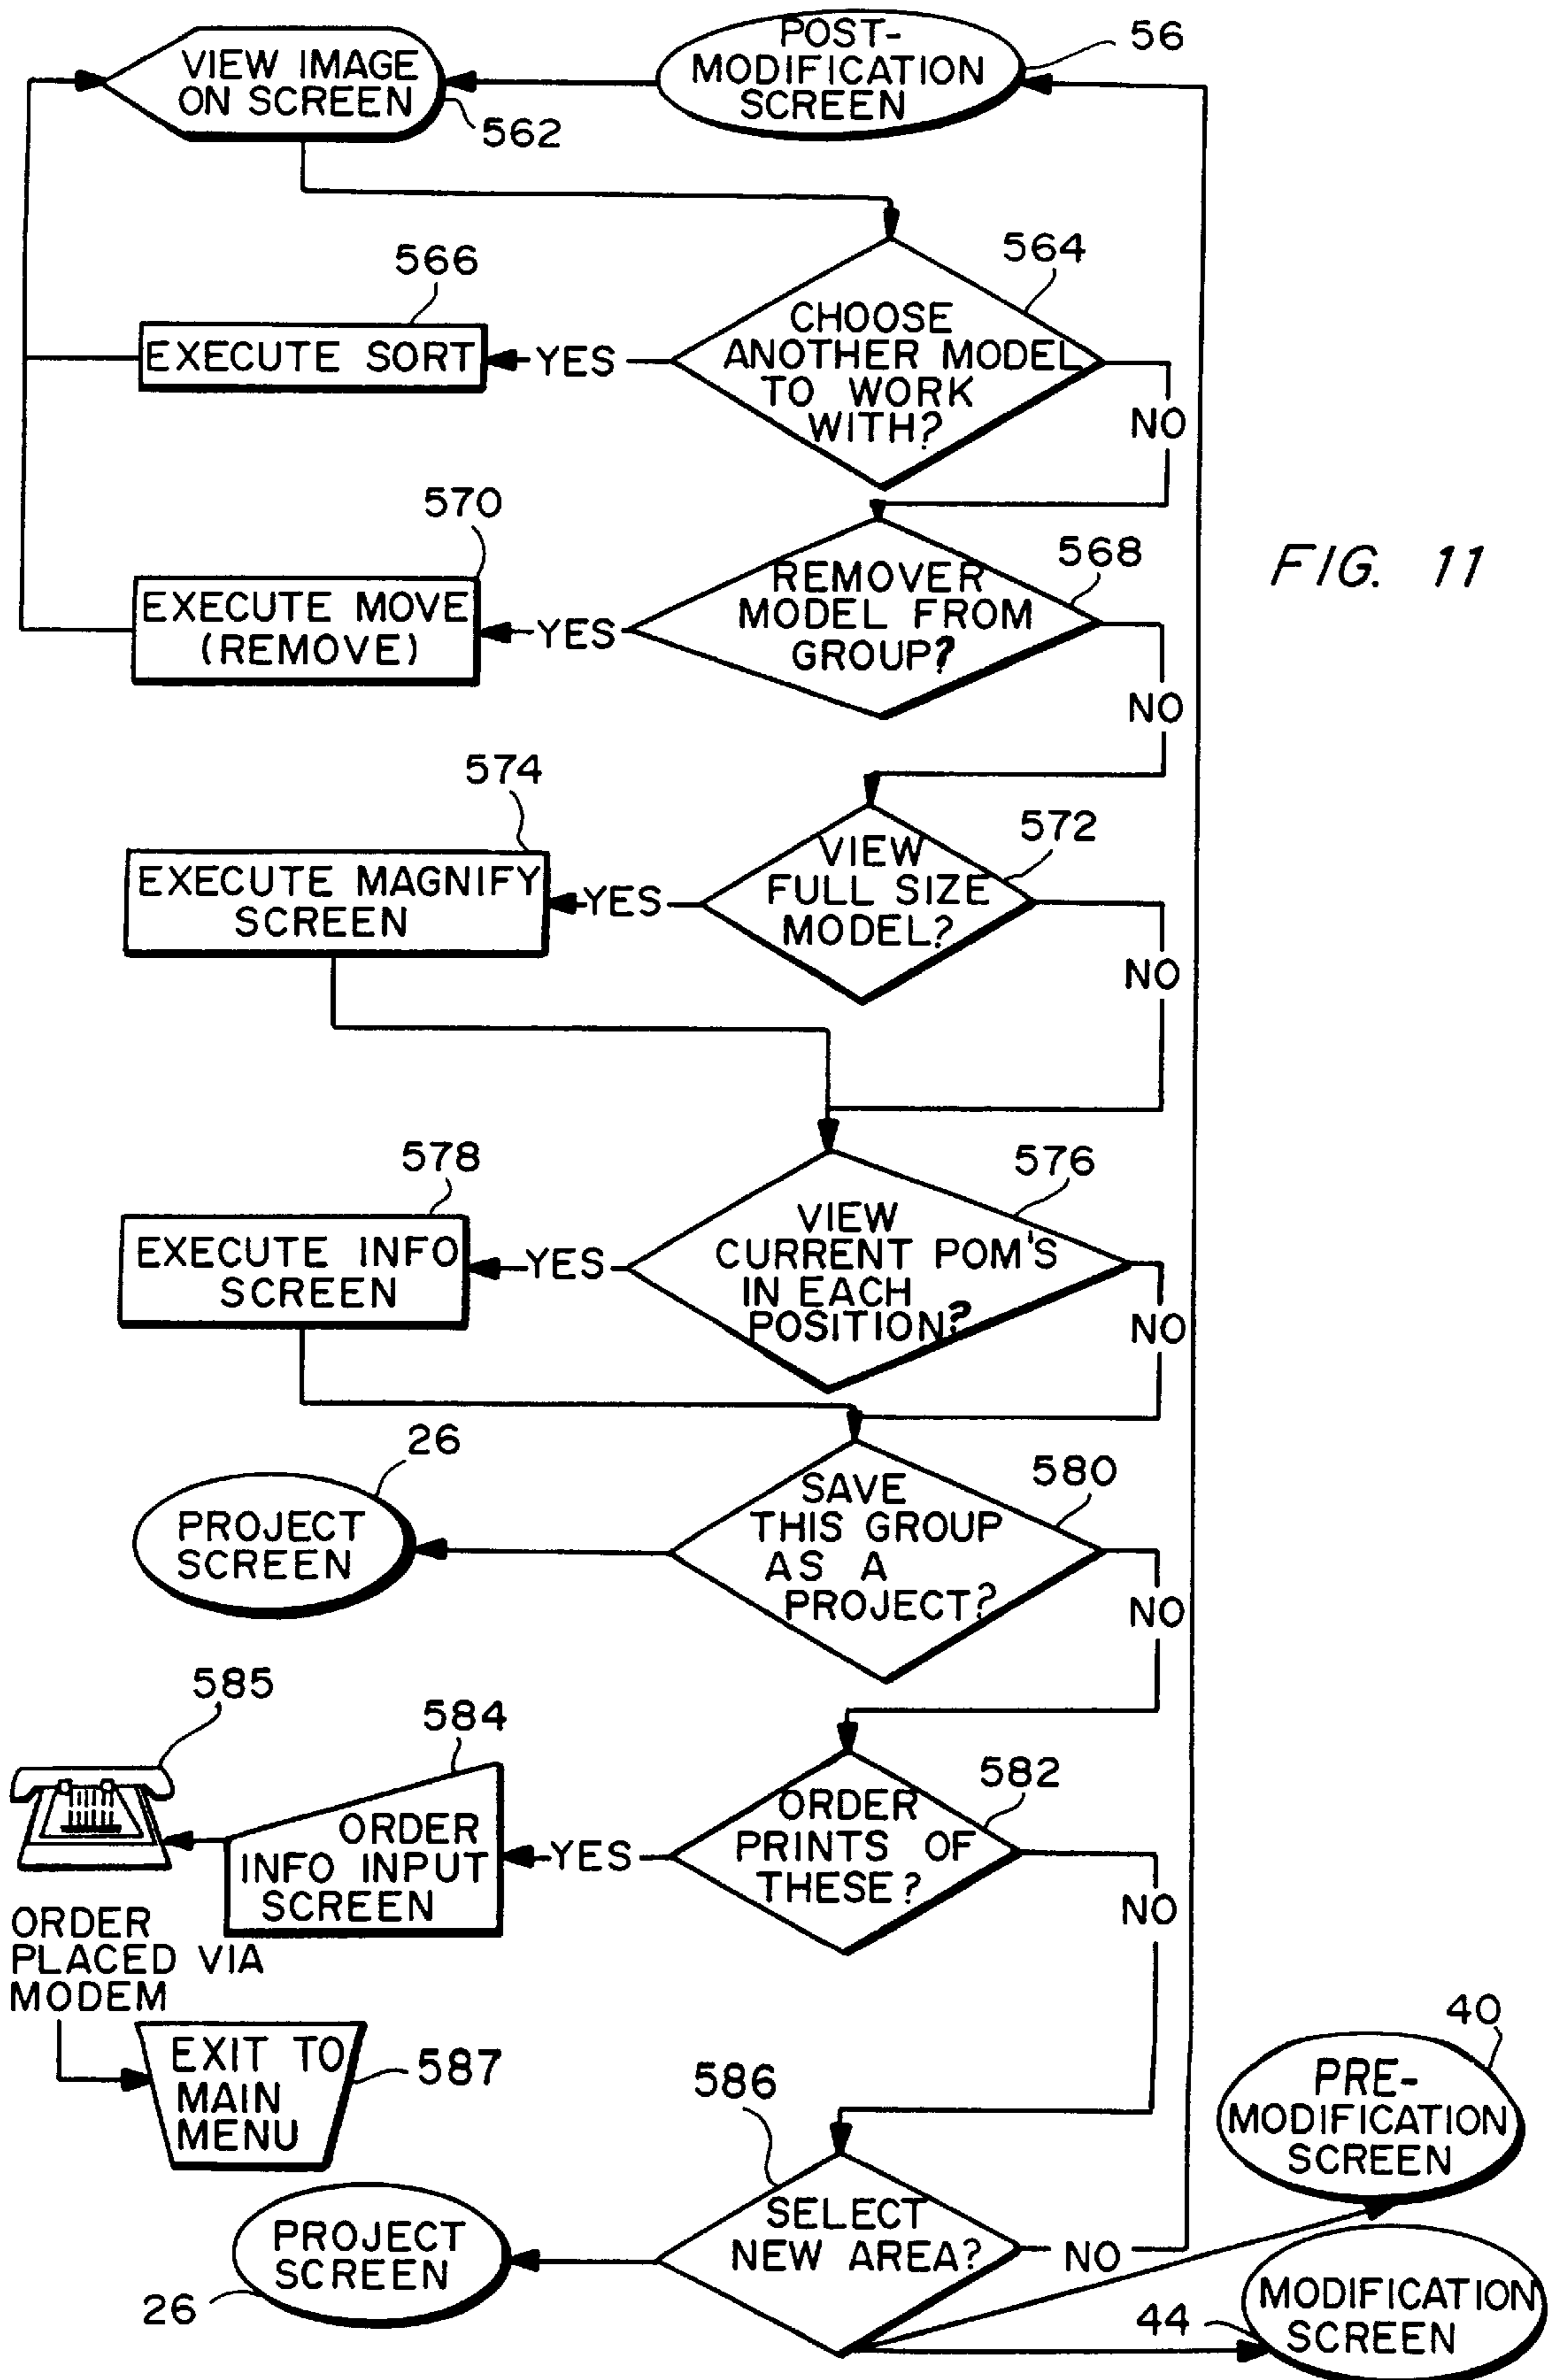 VIEW IMAGE
ON SCREEN
562
POST-
MODIFICATION
SCREEN
56
564
CHOOSE
ANOTHER MODEL
TO WORK
WITH?
YES
NO
566
EXECUTE SORT
FIG. 11
568
REMOVER
MODEL FROM
GROUP?
YES
NO
570
EXECUTE MOVE
(REMOVE)
572
VIEW
FULL SIZE
MODEL?
YES
NO
574
EXECUTE MAGNIFY
SCREEN
576
VIEW
CURRENT POM'S
IN EACH
POSITION?
YES
NO
578
EXECUTE INFO
SCREEN
580
SAVE
THIS GROUP
AS A
PROJECT?
NO
26
PROJECT
SCREEN
582
ORDER
PRINTS OF
THESE?
YES
NO
584
ORDER
INFO INPUT
SCREEN
585
ORDER
PLACED VIA
MODEM
EXIT TO
MAIN
MENU
587
586
SELECT
NEW AREA?
NO
PROJECT
SCREEN
26
40
PRE-
MODIFICATION
SCREEN
44
MODIFICATION
SCREEN